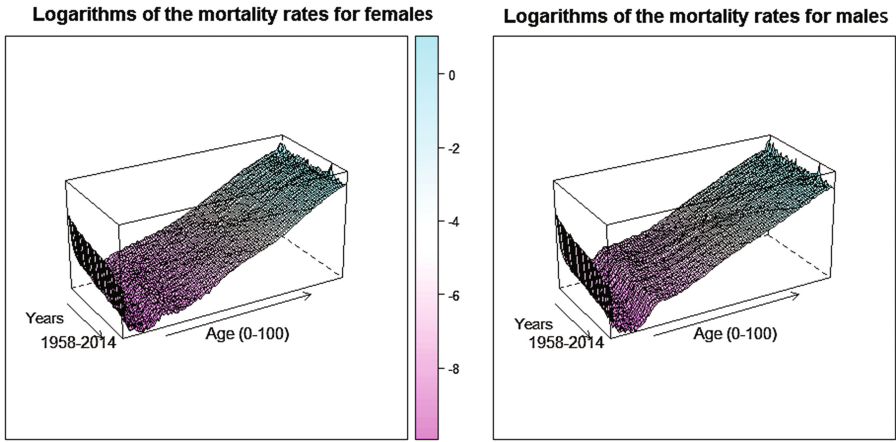 Logarithms of the mortality rates for females
Logarithms of the mortality rates for males
0
-2
-4
-6
-8
Years
1958-2014
Age (0-100)
Years
1958-2014
Age (0-100)